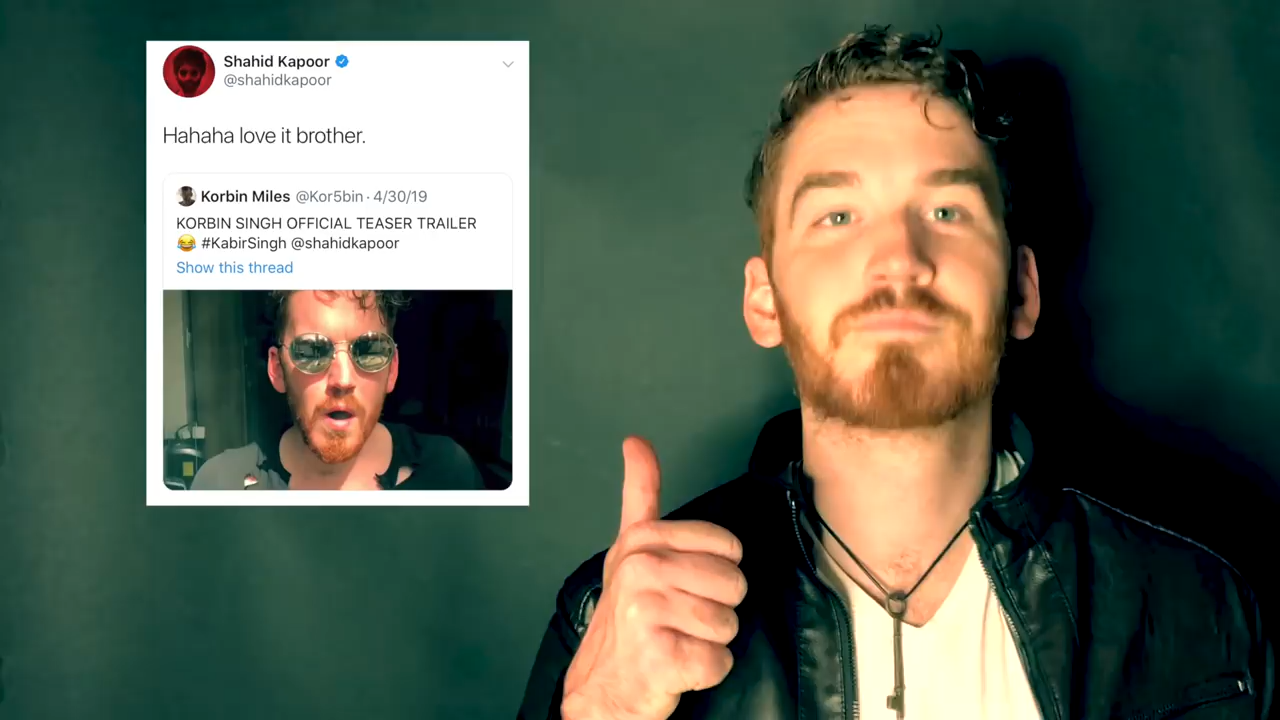 Shahid Kapoor
@shahidkapoor
Hahaha love it brother.
Korbin Miles @Kor5bin · 4/30/19
KORBIN SINGH OFFICIAL TEASER TRAILER
😂 #KabirSingh @shahidkapoor
Show this thread